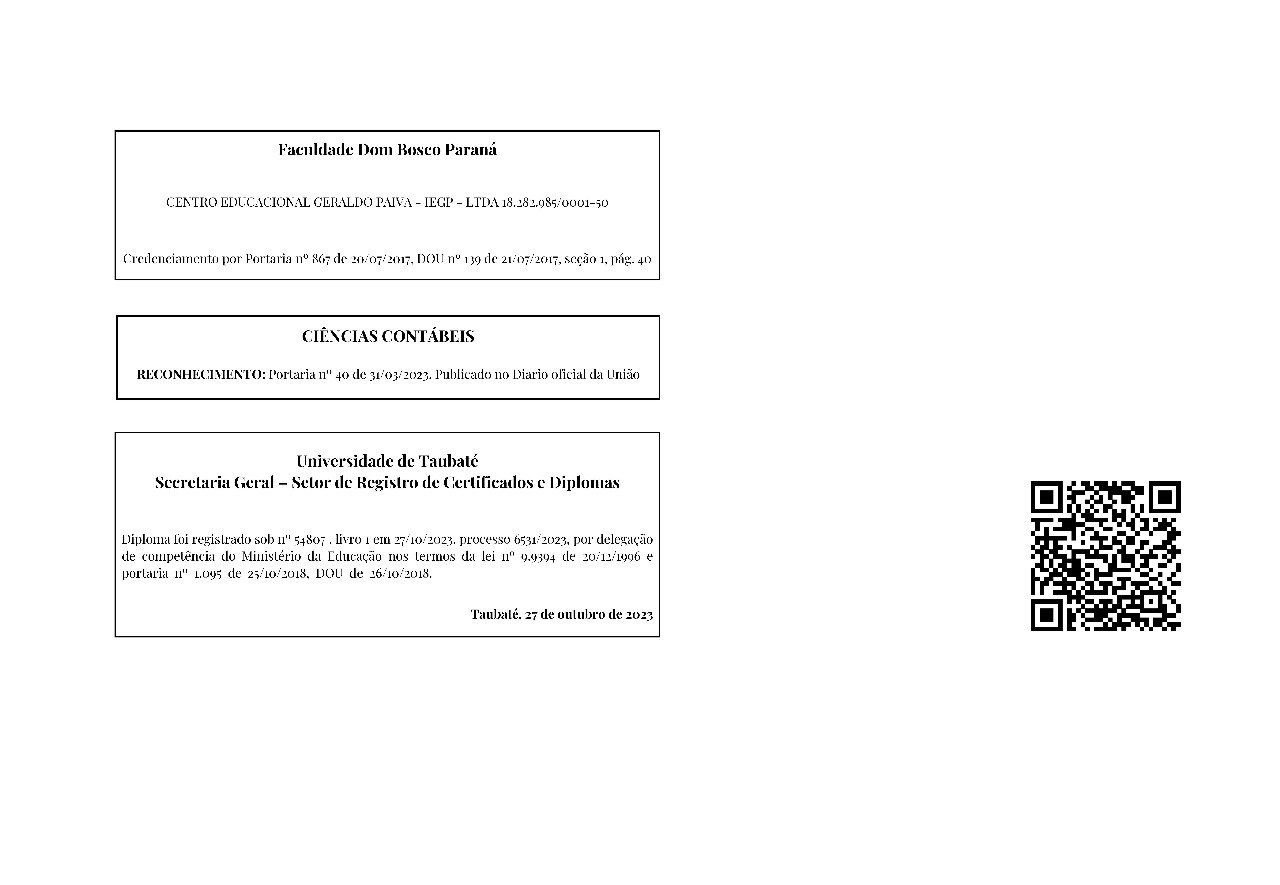 Faculdade Dom Bosco Paraná
CENTRO EDUCACIONAL GERALDO PAIVA - IEGP - LTDA 18.282.985/0001-50
Credenciamento por Portaria nº 867 de 20/07/2017, DOU nº 139 de 21/07/2017, seção 1, pág. 40
CIÊNCIAS CONTÁBEIS
RECONHECIMENTO: Portaria nº 40 de 31/03/2023. Publicado no Diario oficial da União
Universidade de Taubaté
Secretaria Geral – Setor de Registro de Certificados e Diplomas
Diploma foi registrado sob nº 54807 , livro 1 em 27/10/2023, processo 6531/2023, por delegação
de competência do Ministério da Educação nos termos da lei nº 9.9394 de 20/12/1996 e
portaria nº 1.095 de 25/10/2018, DOU de 26/10/2018.
Taubaté, 27 de outubro de 2023